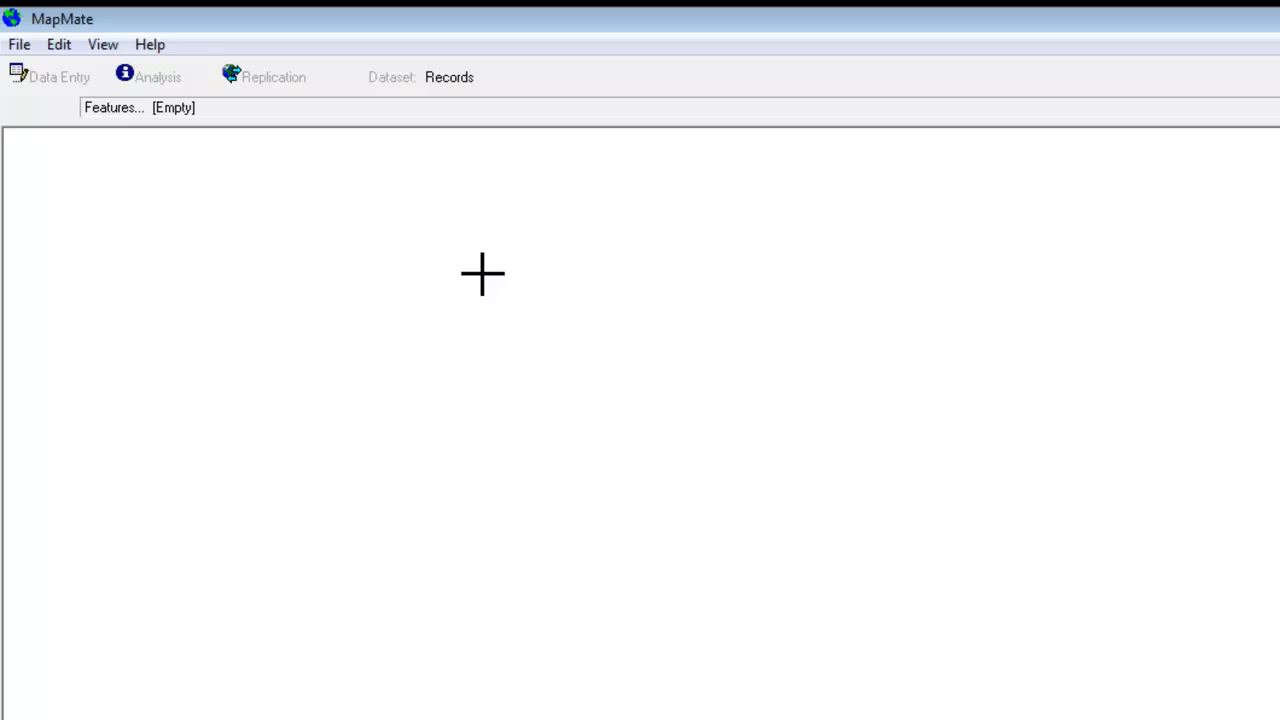 MapMate
File Edit View Help
Data Entry Analysis Replication Dataset: Records
Features... [Empty]